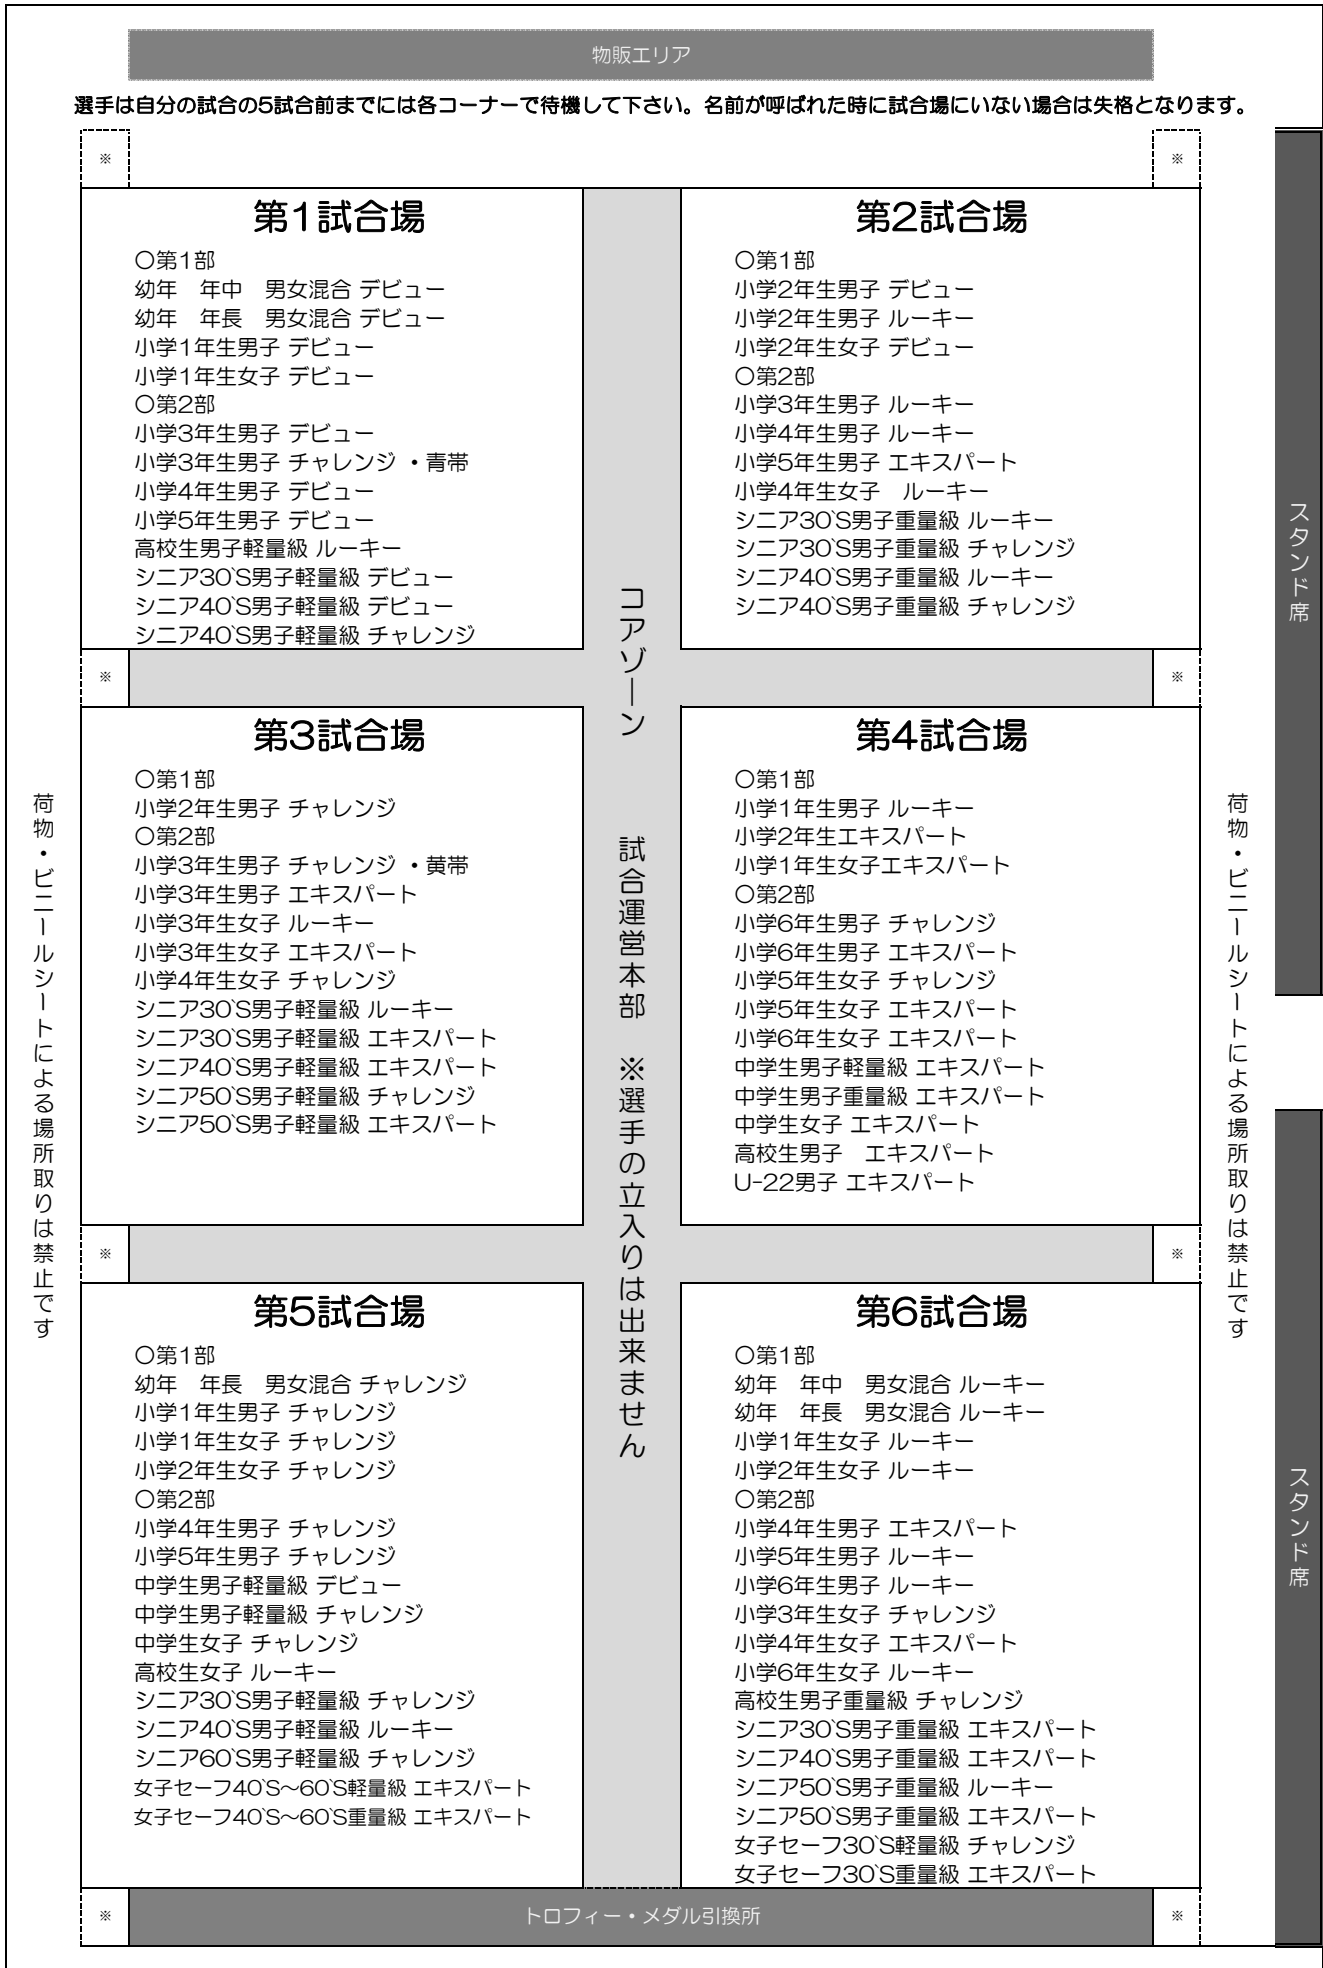 物販エリア
選手は自分の試合の5試合前までには各コーナーで待機して下さい。名前が呼ばれた時に試合場にいない場合は失格となります。
※
※
第1試合場
○第1部
幼年　年中　男女混合 デビュー
幼年　年長　男女混合 デビュー
小学1年生男子 デビュー
小学1年生女子 デビュー
○第2部
小学3年生男子 デビュー
小学3年生男子 チャレンジ ・青帯
小学4年生男子 デビュー
小学5年生男子 デビュー
高校生男子軽量級 ルーキー
シニア30`S男子軽量級 デビュー
シニア40`S男子軽量級 デビュー
シニア40`S男子軽量級 チャレンジ
第2試合場
○第1部
小学2年生男子 デビュー
小学2年生男子 ルーキー
小学2年生女子 デビュー
○第2部
小学3年生男子 ルーキー
小学4年生男子 ルーキー
小学5年生男子 エキスパート
小学4年生女子　ルーキー
シニア30`S男子重量級 ルーキー
シニア30`S男子重量級 チャレンジ
シニア40`S男子重量級 ルーキー
シニア40`S男子重量級 チャレンジ
※
※
第3試合場
○第1部
小学2年生男子 チャレンジ
○第2部
小学3年生男子 チャレンジ ・黄帯
小学3年生男子 エキスパート
小学3年生女子 ルーキー
小学3年生女子 エキスパート
小学4年生女子 チャレンジ
シニア30`S男子軽量級 ルーキー
シニア30`S男子軽量級 エキスパート
シニア40`S男子軽量級 エキスパート
シニア50`S男子軽量級 チャレンジ
シニア50`S男子軽量級 エキスパート
第4試合場
○第1部
小学1年生男子 ルーキー
小学2年生エキスパート
小学1年生女子エキスパート
○第2部
小学6年生男子 チャレンジ
小学6年生男子 エキスパート
小学5年生女子 チャレンジ
小学5年生女子 エキスパート
小学6年生女子 エキスパート
中学生男子軽量級 エキスパート
中学生男子重量級 エキスパート
中学生女子 エキスパート
高校生男子　エキスパート
U-22男子 エキスパート
※
※
第5試合場
○第1部
幼年　年長　男女混合 チャレンジ
小学1年生男子 チャレンジ
小学1年生女子 チャレンジ
小学2年生女子 チャレンジ
○第2部
小学4年生男子 チャレンジ
小学5年生男子 チャレンジ
中学生男子軽量級 デビュー
中学生男子軽量級 チャレンジ
中学生女子 チャレンジ
高校生女子 ルーキー
シニア30`S男子軽量級 チャレンジ
シニア40`S男子軽量級 ルーキー
シニア60`S男子軽量級 チャレンジ
女子セーフ40`S～60`S軽量級 エキスパート
女子セーフ40`S～60`S重量級 エキスパート
第6試合場
○第1部
幼年　年中　男女混合 ルーキー
幼年　年長　男女混合 ルーキー
小学1年生女子 ルーキー
小学2年生女子 ルーキー
○第2部
小学4年生男子 エキスパート
小学5年生男子 ルーキー
小学6年生男子 ルーキー
小学3年生女子 チャレンジ
小学4年生女子 エキスパート
小学6年生女子 ルーキー
高校生男子重量級 チャレンジ
シニア30`S男子重量級 エキスパート
シニア40`S男子重量級 エキスパート
シニア50`S男子重量級 ルーキー
シニア50`S男子重量級 エキスパート
女子セーフ30`S軽量級 チャレンジ
女子セーフ30`S重量級 エキスパート
※
※
トロフィー・メダル引換所
コアゾーン　　試合運営本部　※選手の立入りは出来ません
荷物・ビニールシートによる場所取りは禁止です
荷物・ビニールシートによる場所取りは禁止です
スタンド席
スタンド席